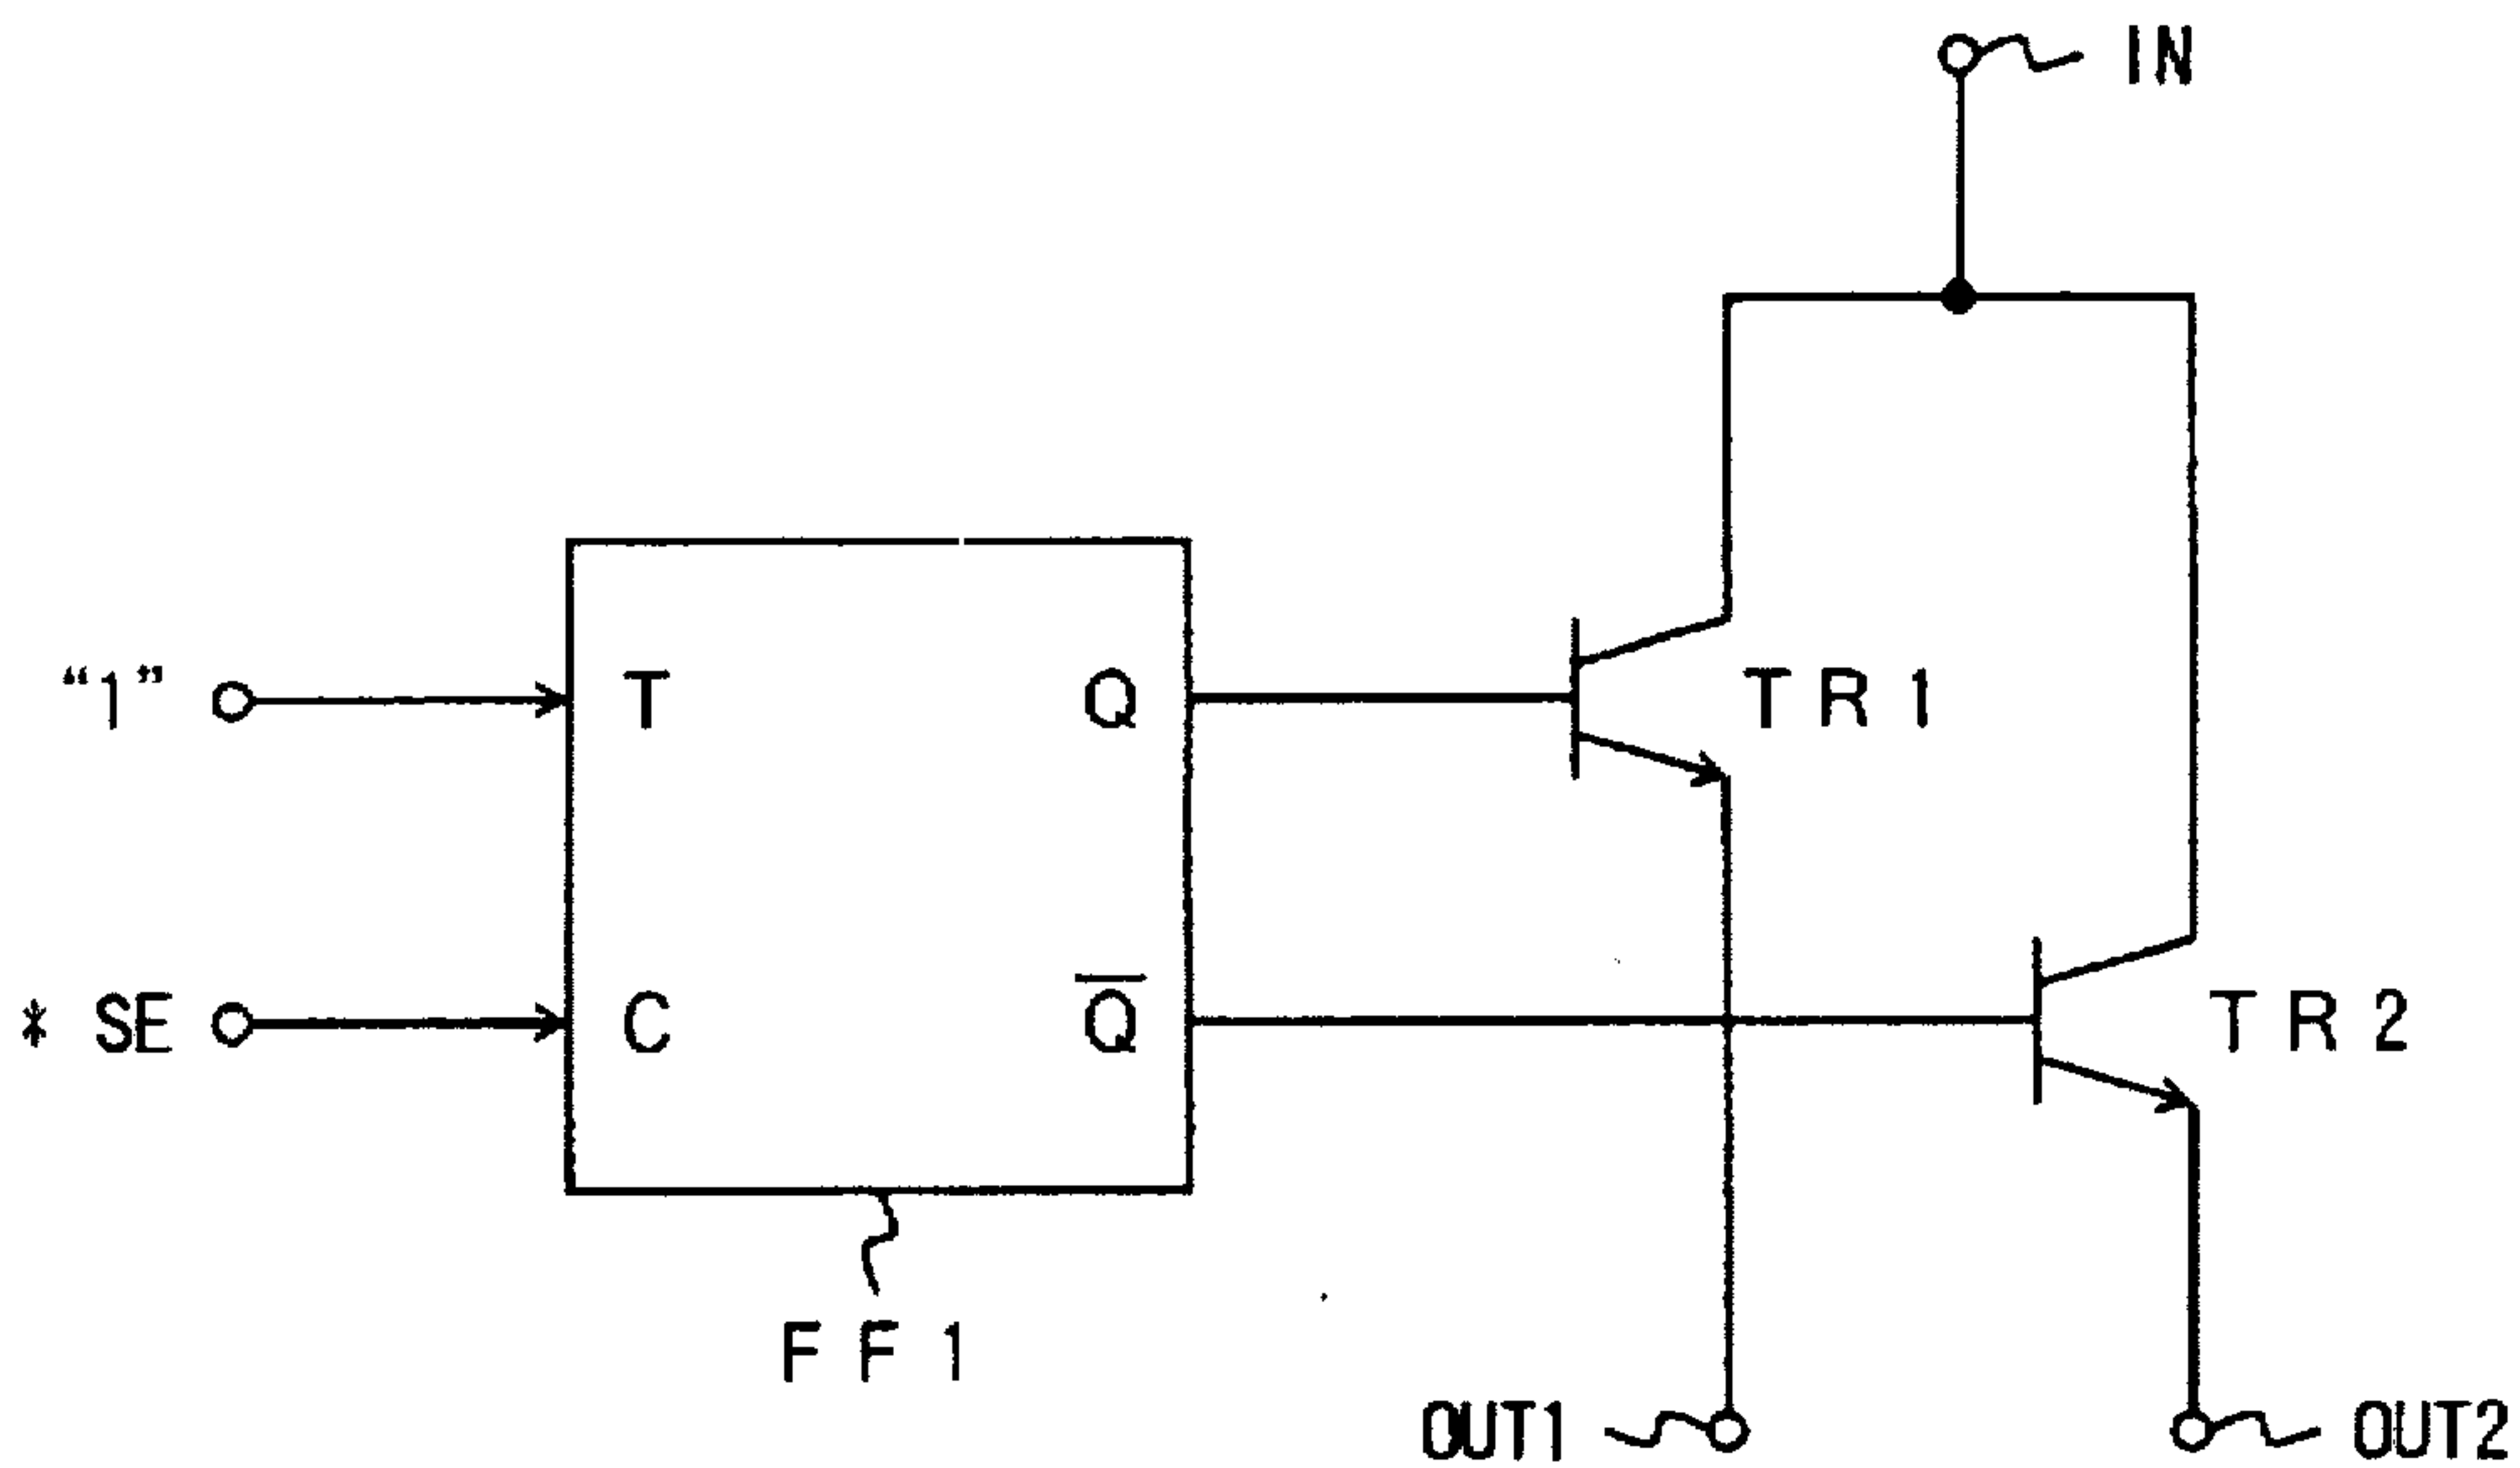 IN
“1”
T
Q
TR1
* SE
C
Q̅
TR2
FF1
OUT1
OUT2